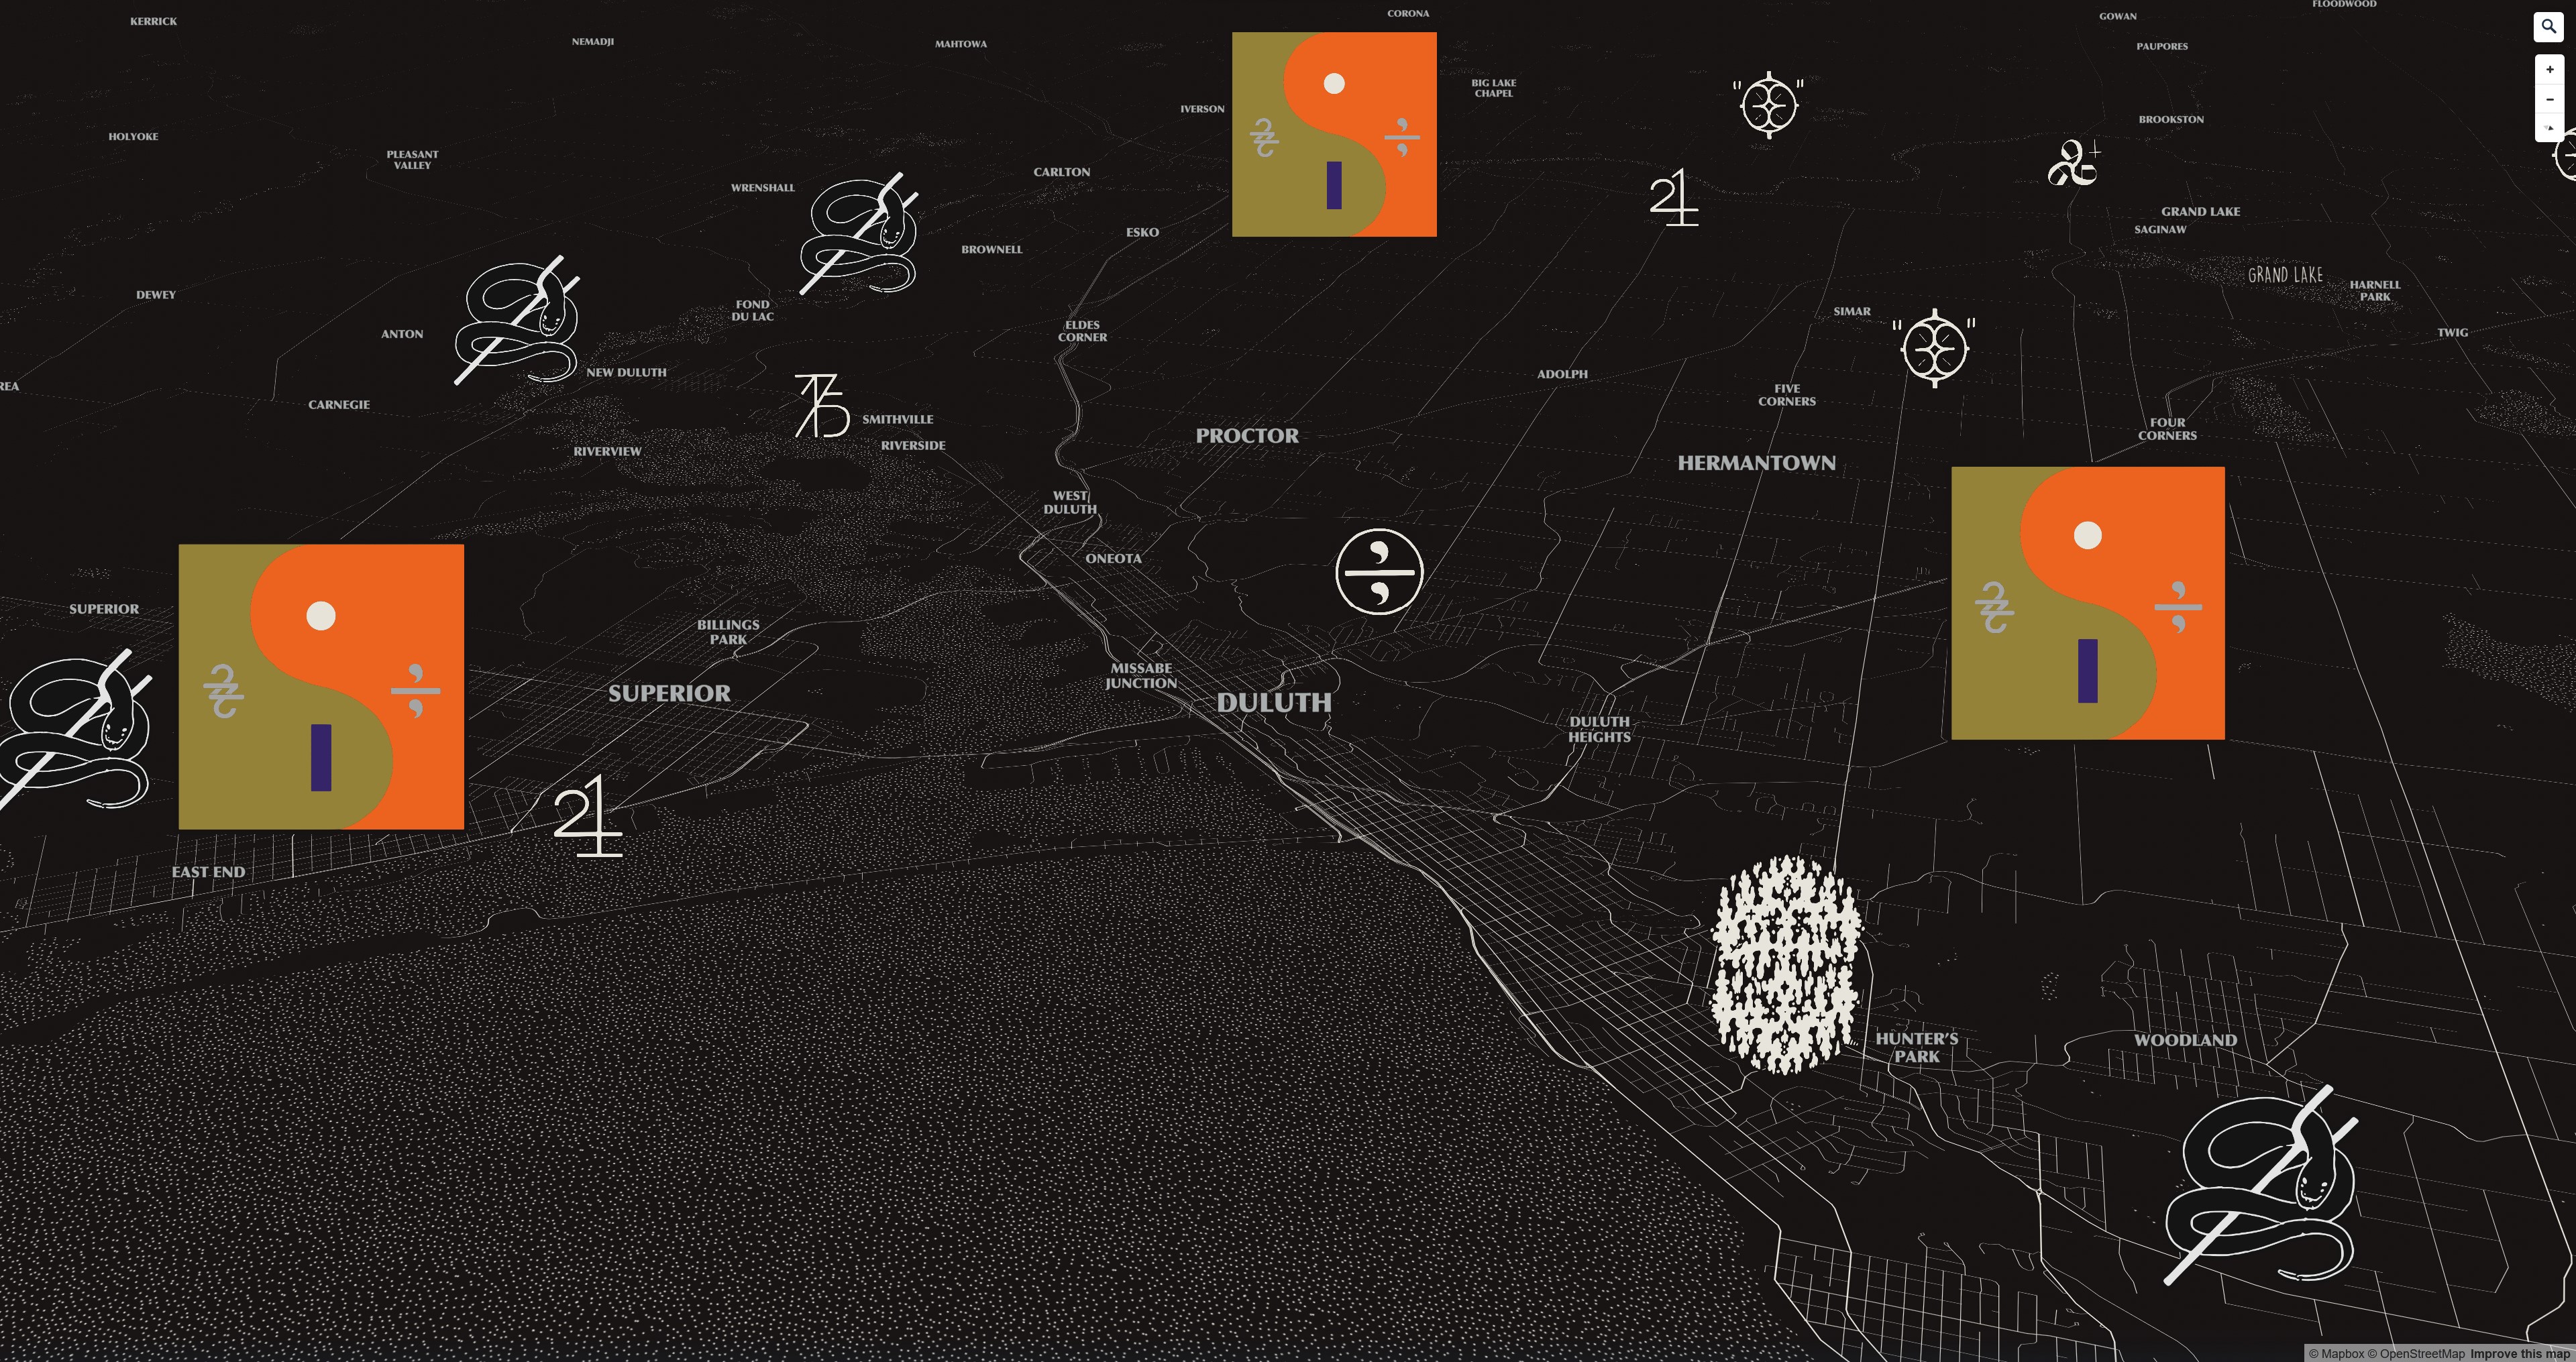 KERRICK
NEMADJI
MAHTOWA
CORONA
GOWAN
FLOODWOOD
PAUPORES
BIG LAKE
CHAPEL
IVERSON
BROOKSTON
HOLYOKE
PLEASANT
VALLEY
WRENSHALL
CARLTON
GRAND LAKE
SAGINAW
ESKO
BROWNELL
GRAND LAKE
HARNELL
PARK
DEWEY
FOND
DU LAC
ANTON
ELDES
CORNER
SIMAR
TWIG
NEW DULUTH
ADOLPH
REA
CARNEGIE
SMITHVILLE
RIVERSIDE
FIVE
CORNERS
PROCTOR
FOUR
CORNERS
RIVERVIEW
HERMANTOWN
WEST
DULUTH
ONEOTA
SUPERIOR
BILLINGS
PARK
MISSABE
JUNCTION
SUPERIOR
DULUTH
DULUTH
HEIGHTS
EAST END
HUNTER'S
PARK
WOODLAND
© Mapbox © OpenStreetMap Improve this map